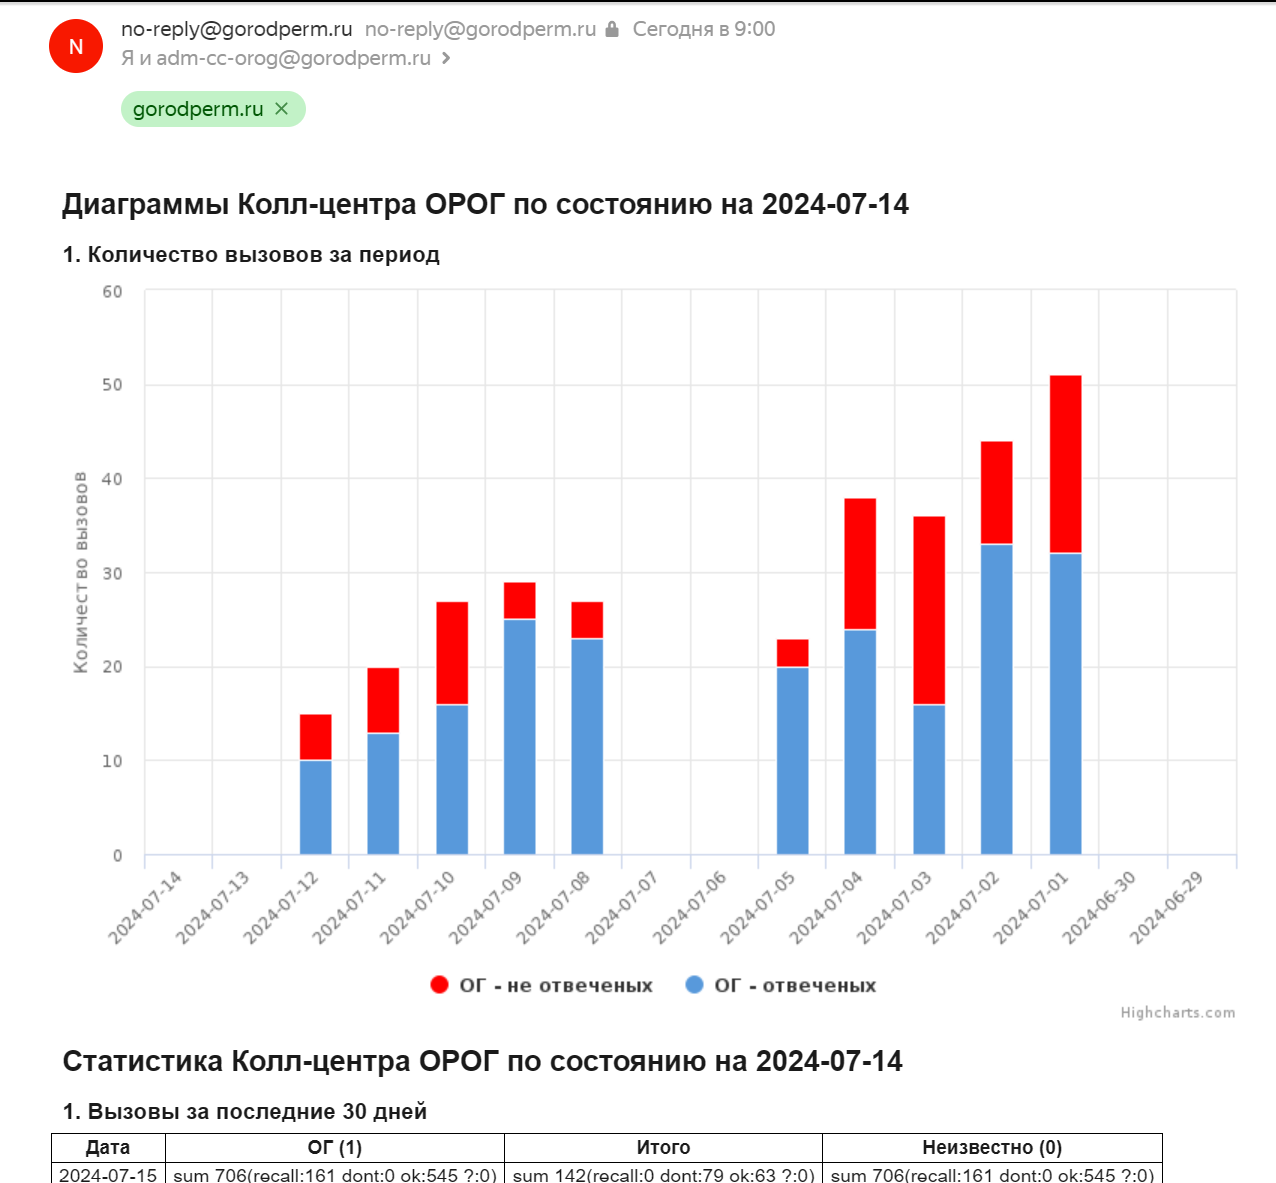 no-reply@gorodperm.ru no-reply@gorodperm.ru Сегодня в 9:00
N
Я и adm-cc-orog@gorodperm.ru
gorodperm.ru ×
Диаграммы Колл-центра ОРОГ по состоянию на 2024-07-14
1. Количество вызовов за период
60
50
40
30
20
10
0
Количество вызовов
2024-07-14
2024-07-13
2024-07-12
2024-07-11
2024-07-10
2024-07-09
2024-07-08
2024-07-07
2024-07-06
2024-07-05
2024-07-04
2024-07-03
2024-07-02
2024-07-01
2024-06-30
2024-06-29
ОГ - не отвеченых ОГ - отвеченых
Highcharts.com
Статистика Колл-центра ОРОГ по состоянию на 2024-07-14
1. Вызовы за последние 30 дней
Дата ОГ (1) Итого Неизвестно (0)
2024-07-15 sum 706(recall:161 dont:0 ok:545 ?:0) sum 142(recall:0 dont:79 ok:63 ?:0) sum 706(recall:161 dont:0 ok:545 ?:0)